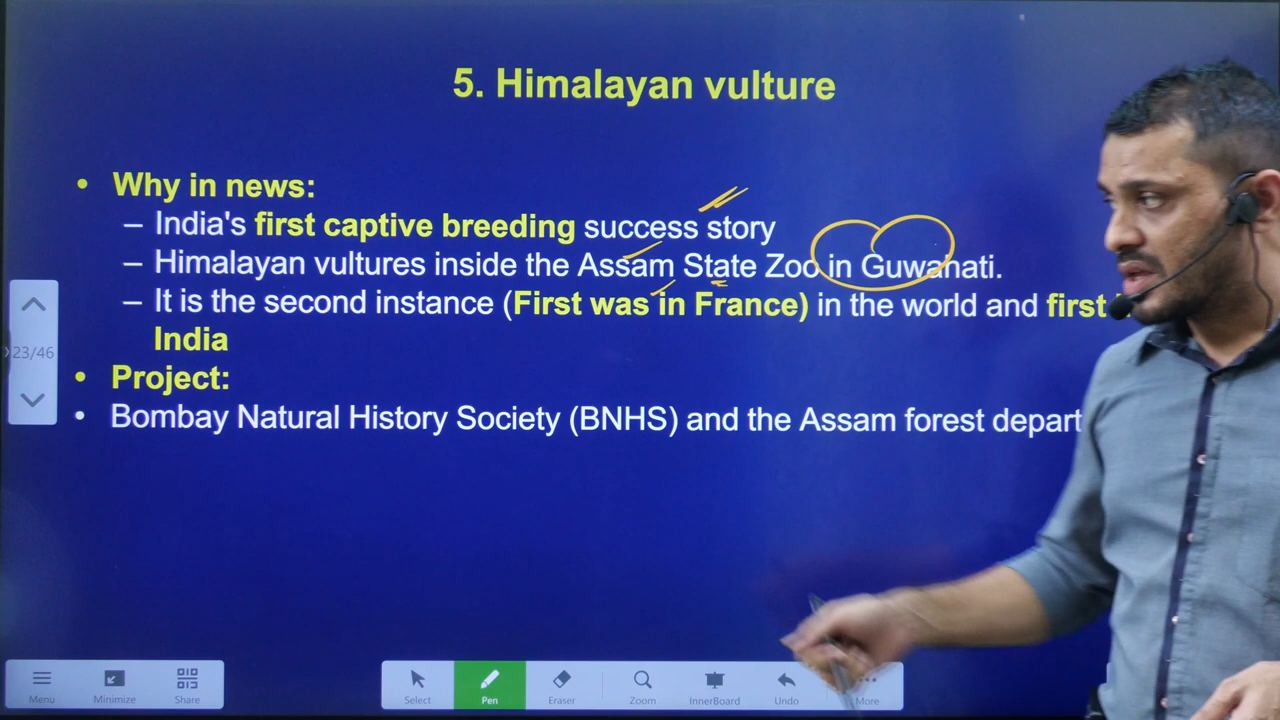 5. Himalayan vulture
• Why in news:
– India's first captive breeding success story
– Himalayan vultures inside the Assam State Zoo in Guwahati.
– It is the second instance (First was in France) in the world and first
India
23/46
• Project:
• Bombay Natural History Society (BNHS) and the Assam forest depart
Menu Minimize Share Select Pen Eraser Zoom InnerBoard Undo More